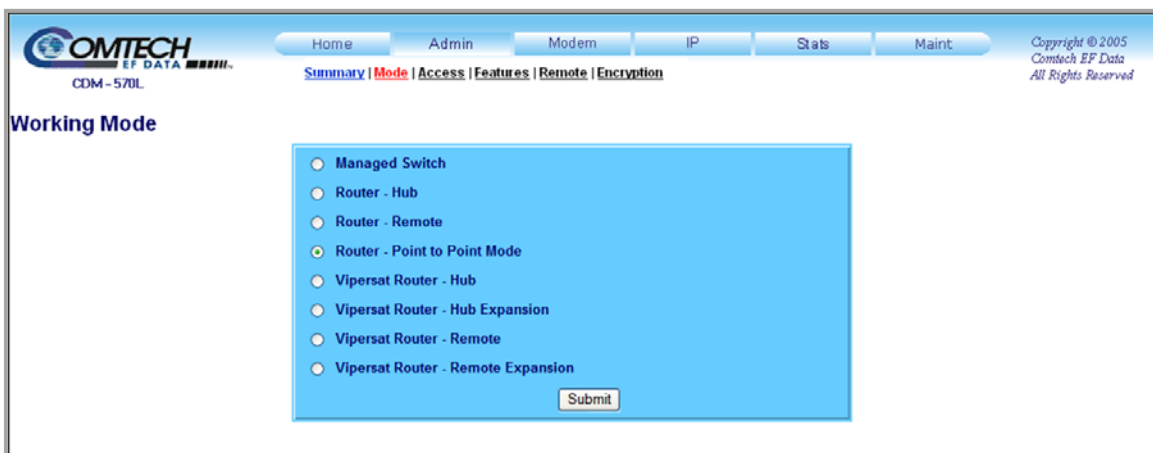 COMTECH
EF DATA
CDM - 570L
Home Admin Modem IP Stats Maint
Summary | Mode | Access | Features | Remote | Encryption
Copyright © 2005
Comtech EF Data
All Rights Reserved
Working Mode
Managed Switch
Router - Hub
Router - Remote
Router - Point to Point Mode
Vipersat Router - Hub
Vipersat Router - Hub Expansion
Vipersat Router - Remote
Vipersat Router - Remote Expansion
Submit